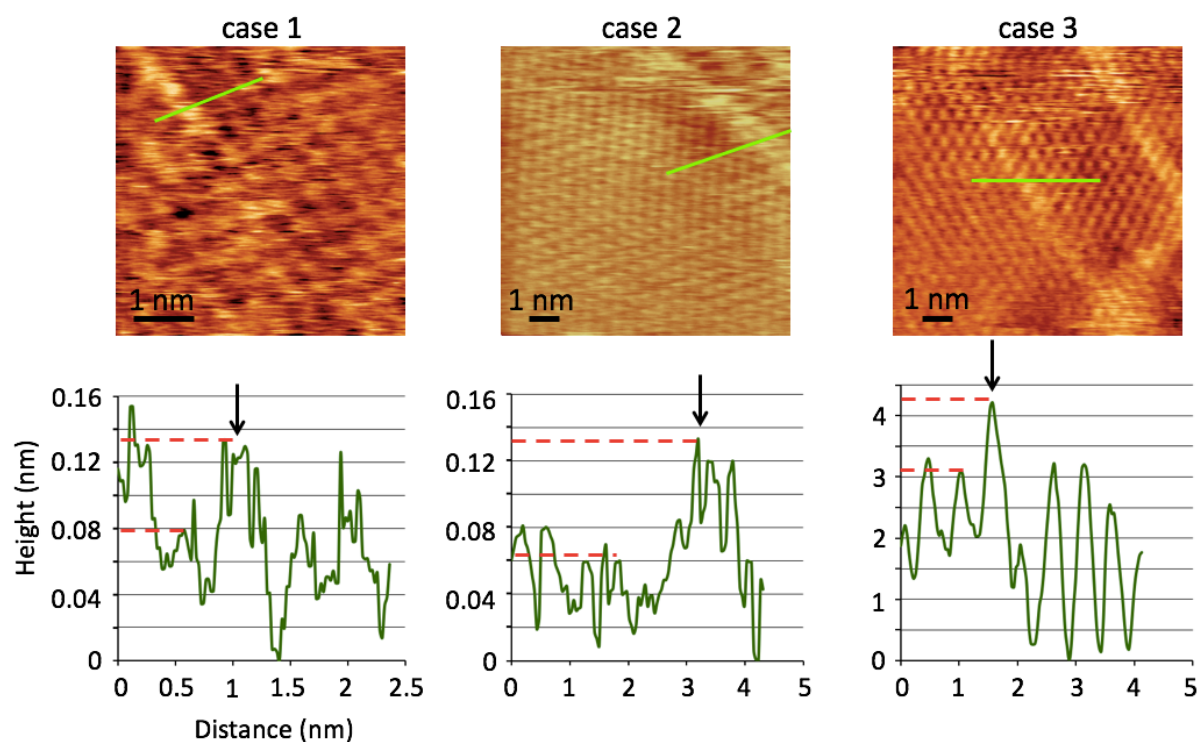 case 1
case 2
case 3
1 nm
1 nm
1 nm
Height (nm)
0.16
0.12
0.08
0.04
0
0 0.5 1 1.5 2 2.5
Distance (nm)
0.16
0.12
0.08
0.04
0
0 1 2 3 4 5
4
3
2
1
0
0 1 2 3 4 5